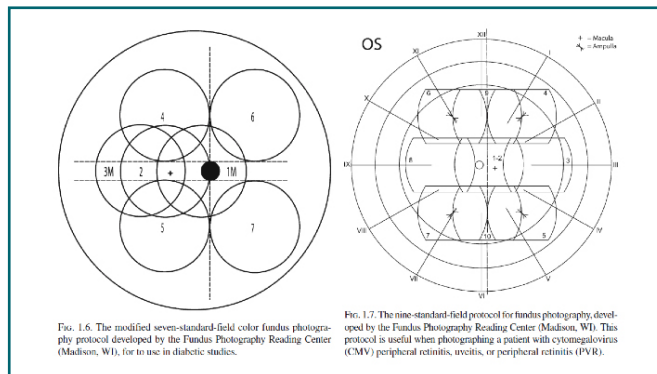 4
6
3M 2 + 1M
5
7
FIG. 1.6. The modified seven-standard-field color fundus photogra-
phy protocol developed by the Fundus Photography Reading Center
(Madison, WI), for to use in diabetic studies.
OS
XII
+ = Macula
= Ampulla
XI
I
X
II
6
9
4
IX
8
1-2
+
3
III
7
10
5
VIII
IV
VII
V
VI
FIG. 1.7. The nine-standard-field protocol for fundus photography, devel-
oped by the Fundus Photography Reading Center (Madison, WI). This
protocol is useful when photographing a patient with cytomegalovirus
(CMV) peripheral retinitis, uveitis, or peripheral retinitis (PVR).